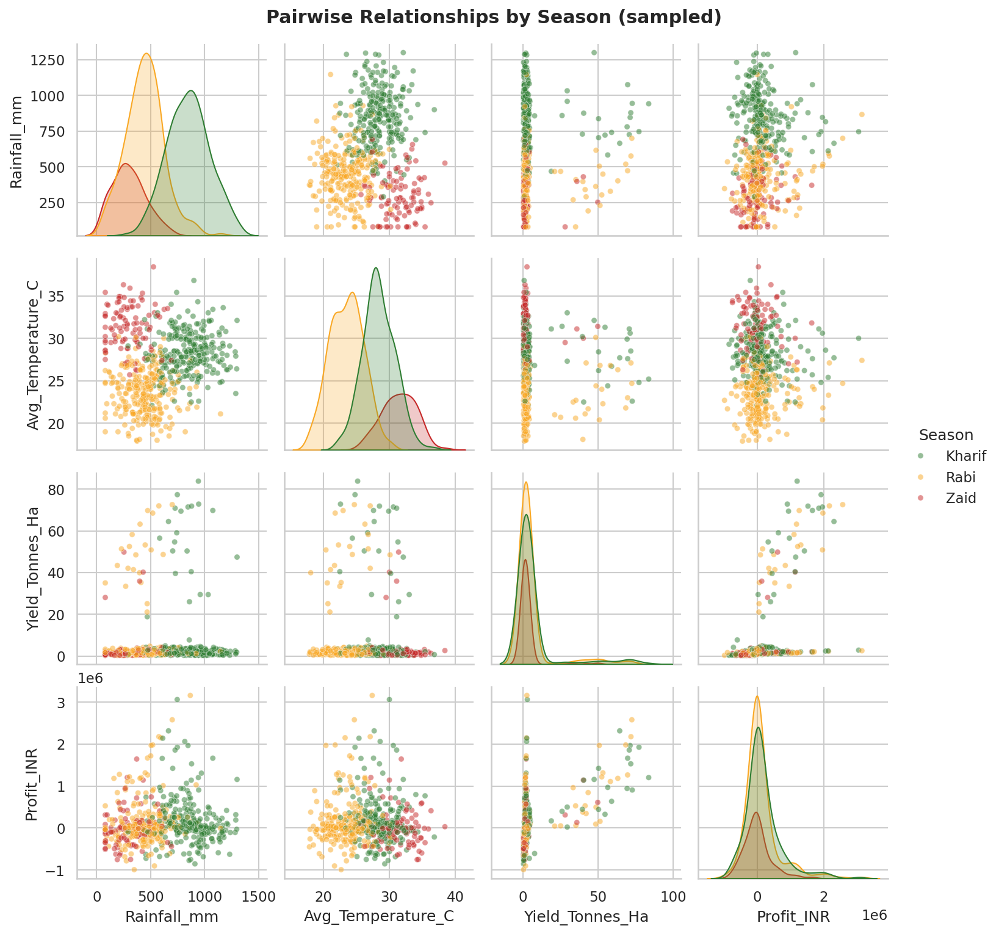 Pairwise Relationships by Season (sampled)
Rainfall_mm
1250
1000
750
500
250
Avg_Temperature_C
35
30
25
20
Yield_Tonnes_Ha
80
60
40
20
0
1e6
Profit_INR
3
2
1
0
−1
0 500 1000 1500
20 30 40
0 50 100
0 2
Rainfall_mm
Avg_Temperature_C
Yield_Tonnes_Ha
Profit_INR
1e6
Season
Kharif
Rabi
Zaid